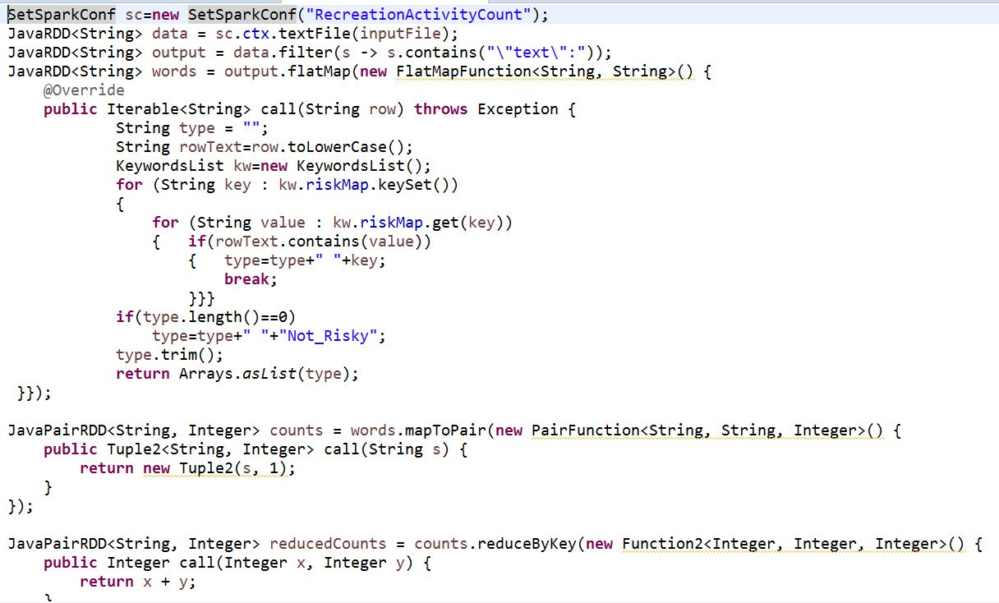 SetSparkConf sc=new SetSparkConf("RecreationActivityCount");
JavaRDD<String> data = sc.ctx.textFile(inputFile);
JavaRDD<String> output = data.filter(s -> s.contains("\"text\":"));
JavaRDD<String> words = output.flatMap(new FlatMapFunction<String, String>() {
    @Override
    public Iterable<String> call(String row) throws Exception {
            String type = "";
            String rowText=row.toLowerCase();
            KeywordsList kw=new KeywordsList();
            for (String key : kw.riskMap.keySet())
            {
                for (String value : kw.riskMap.get(key))
                {   if(rowText.contains(value))
                    {   type=type+" "+key;
                        break;
                    }}}
            if(type.length()==0)
                type=type+" "+"Not_Risky";
            type.trim();
            return Arrays.asList(type);
 }});

JavaPairRDD<String, Integer> counts = words.mapToPair(new PairFunction<String, String, Integer>() {
    public Tuple2<String, Integer> call(String s) {
        return new Tuple2(s, 1);
    }
});

JavaPairRDD<String, Integer> reducedCounts = counts.reduceByKey(new Function2<Integer, Integer, Integer>() {
    public Integer call(Integer x, Integer y) {
        return x + y;
    }